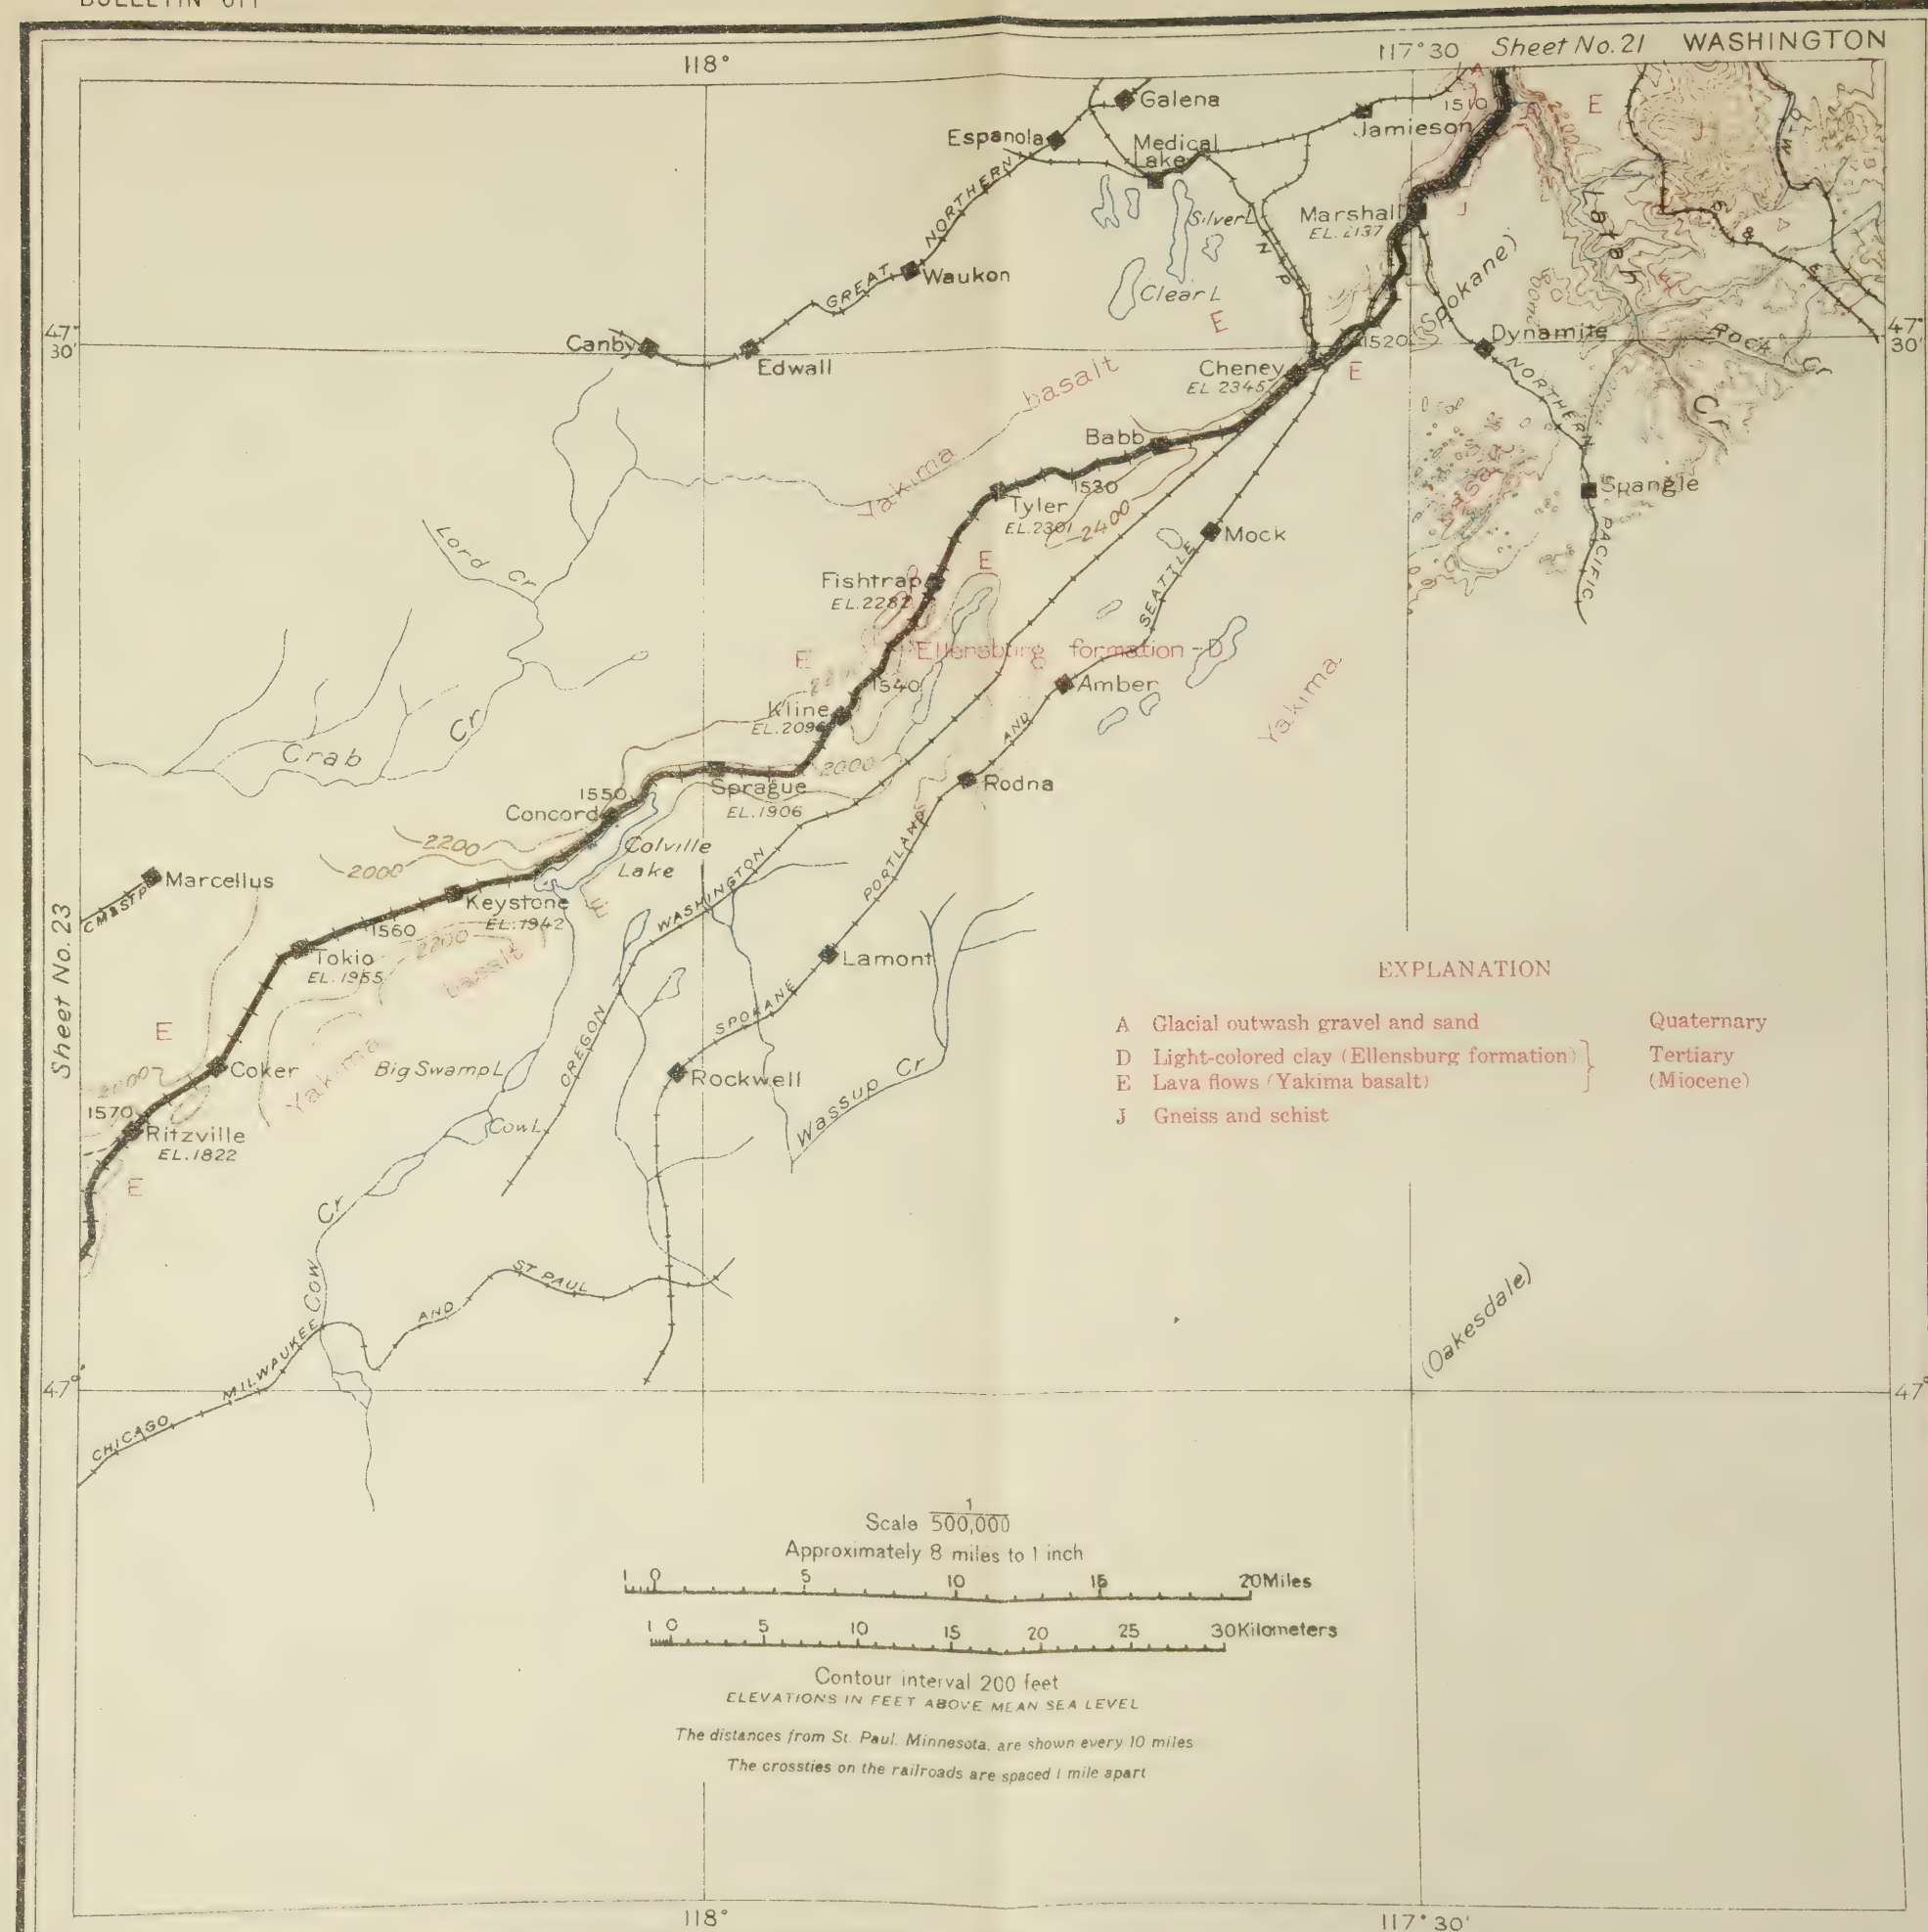 118°
117°30
Sheet No. 21
WASHINGTON
Galena
Espanola
Medical
Lake
Jamieson
1510
A
A
E
J
O-W
NORTHERN
GREAT
Silver L
N P
Marshall
EL. 2137
J
Latah
Waukon
Clear L
E
(Spokane)
47°
30'
Canby
Edwall
1520
Dynamite
Rock Cr
47°
30'
Cheney
EL 2345
E
basalt
NORTHERN
Cr
Babb
Yakima
1530
Tyler
EL.2301
2400
Spangle
Mock
PACIFIC
Lord Cr
Fishtrap
EL.2282
E
SEATTLE
E
Ellensburg formation - D
1540
Amber
Yakima
Kline
EL.2096
Cr
Crab
AND
2000
Sprague
EL.1906
Rodna
1550
Concord
2200
2000
Colville
Lake
PORTLAND
Marcellus
CM&STP
Keystone
EL.1942
E
WASHINGTON
1560
2200
Tokio
EL.1955
basalt
Lamont
Sheet No. 23
E
OREGON
SPOKANE
Coker
Yakima
Big Swamp L
Rockwell
Wassup Cr
2000
1570
Ritzville
EL.1822
Cow L
E
Cr
Cow
EXPLANATION
A Glacial outwash gravel and sand Quaternary
D Light-colored clay (Ellensburg formation) Tertiary
E Lava flows (Yakima basalt) (Miocene)
J Gneiss and schist
ST PAUL
AND
MILWAUKEE
CHICAGO
(Oakesdale)
47°
47°
Scale 1/500,000
Approximately 8 miles to 1 inch
1 0 5 10 15 20 Miles
1 0 5 10 15 20 25 30 Kilometers
Contour interval 200 feet
ELEVATIONS IN FEET ABOVE MEAN SEA LEVEL
The distances from St. Paul, Minnesota, are shown every 10 miles
The crossties on the railroads are spaced 1 mile apart
118°
117°30'